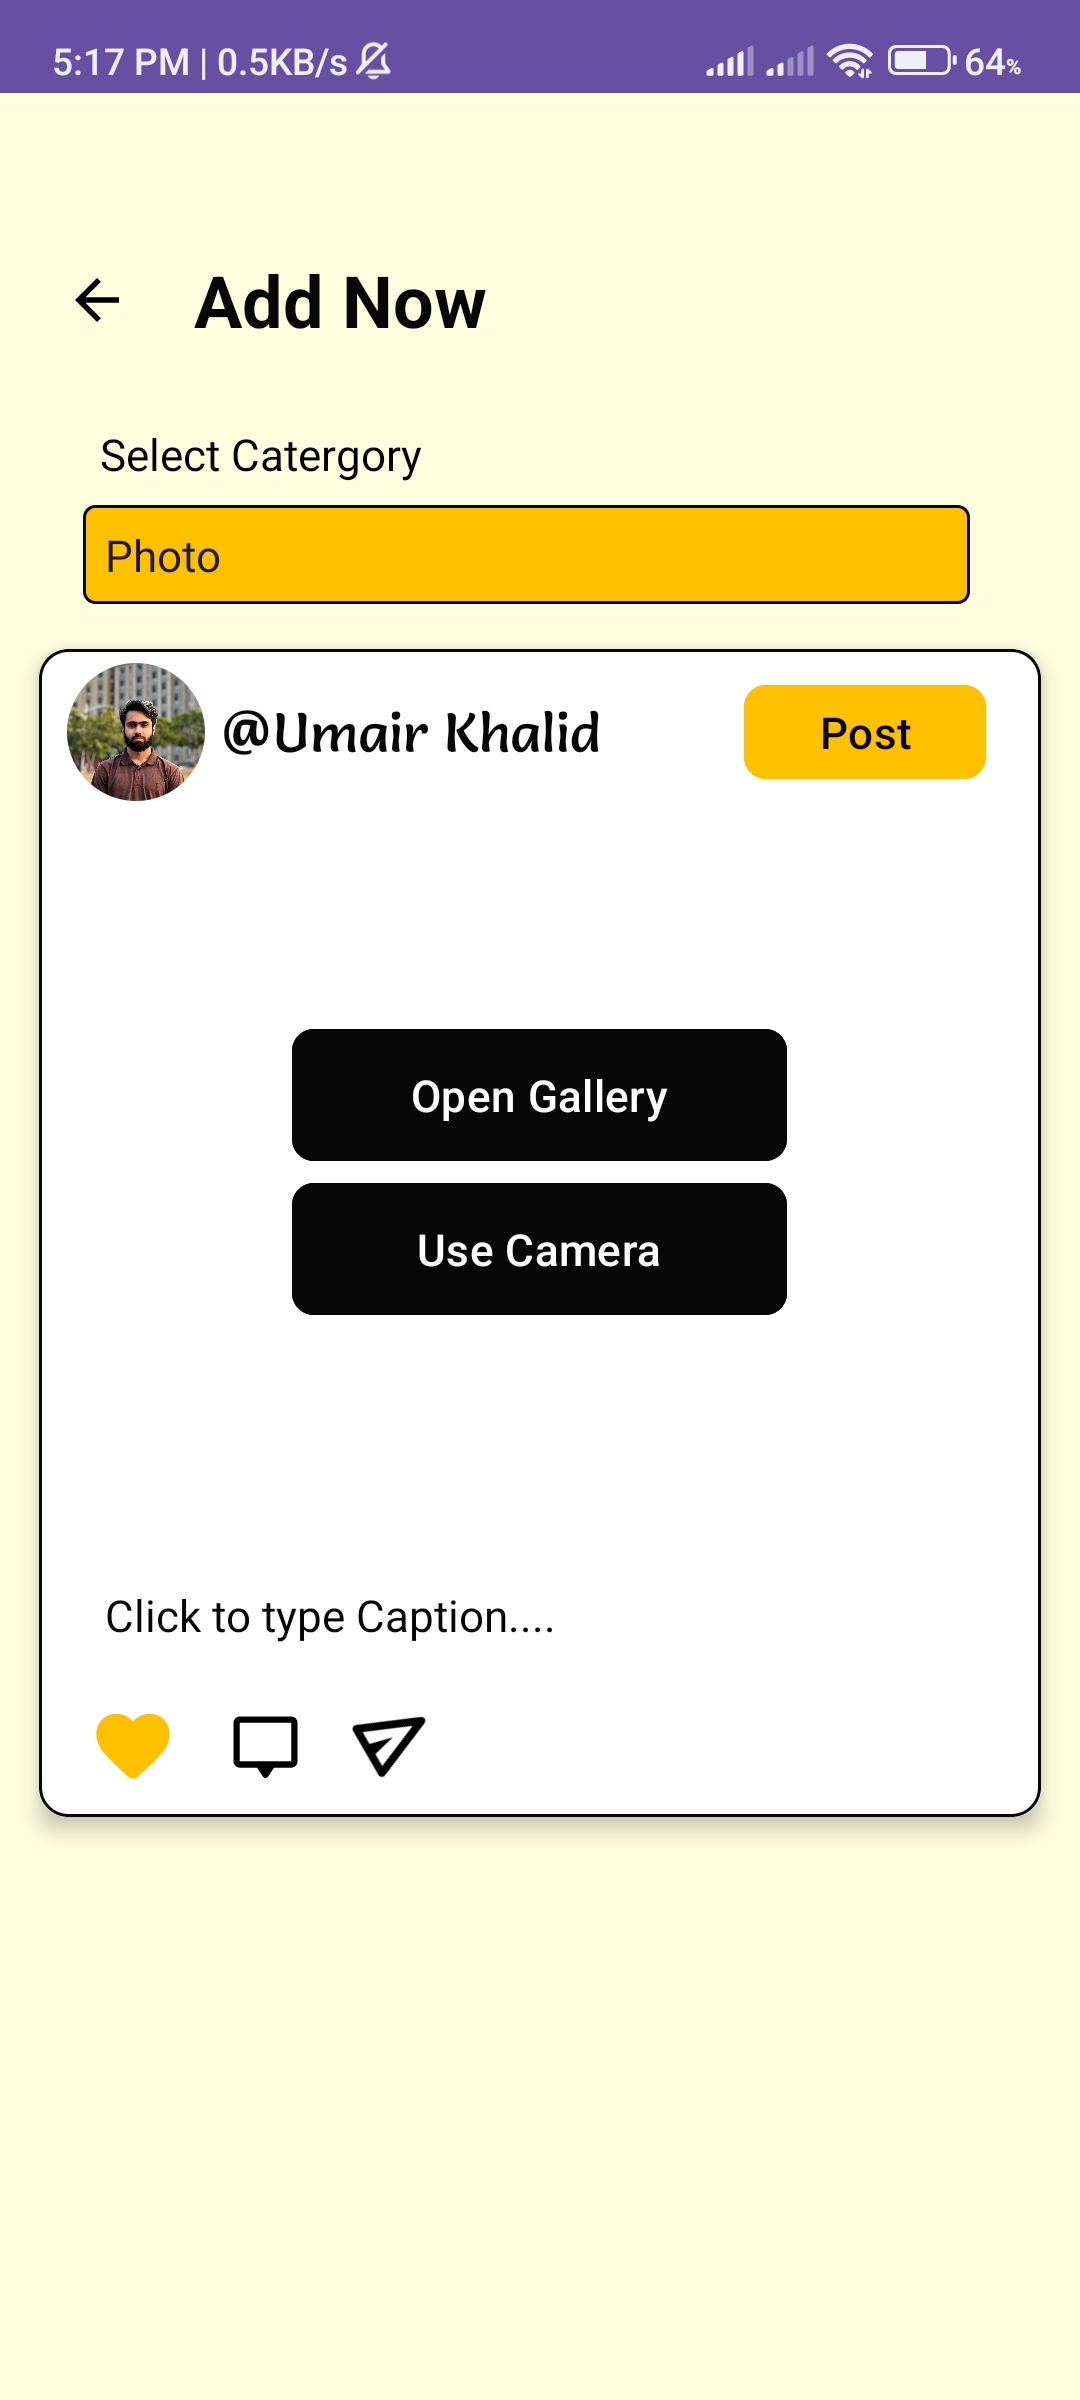 5:17 PM | 0.5KB/s 64%
Add Now
Select Catergory
Photo
@Umair Khalid Post
Open Gallery
Use Camera
Click to type Caption....